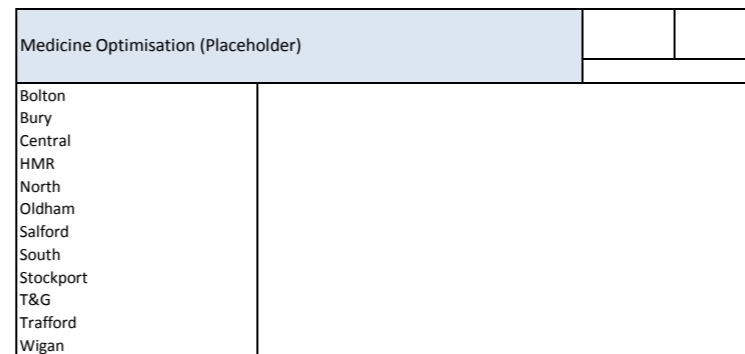 Medicine Optimisation (Placeholder)
Bolton
Bury
Central
HMR
North
Oldham
Salford
South
Stockport
T&G
Trafford
Wigan